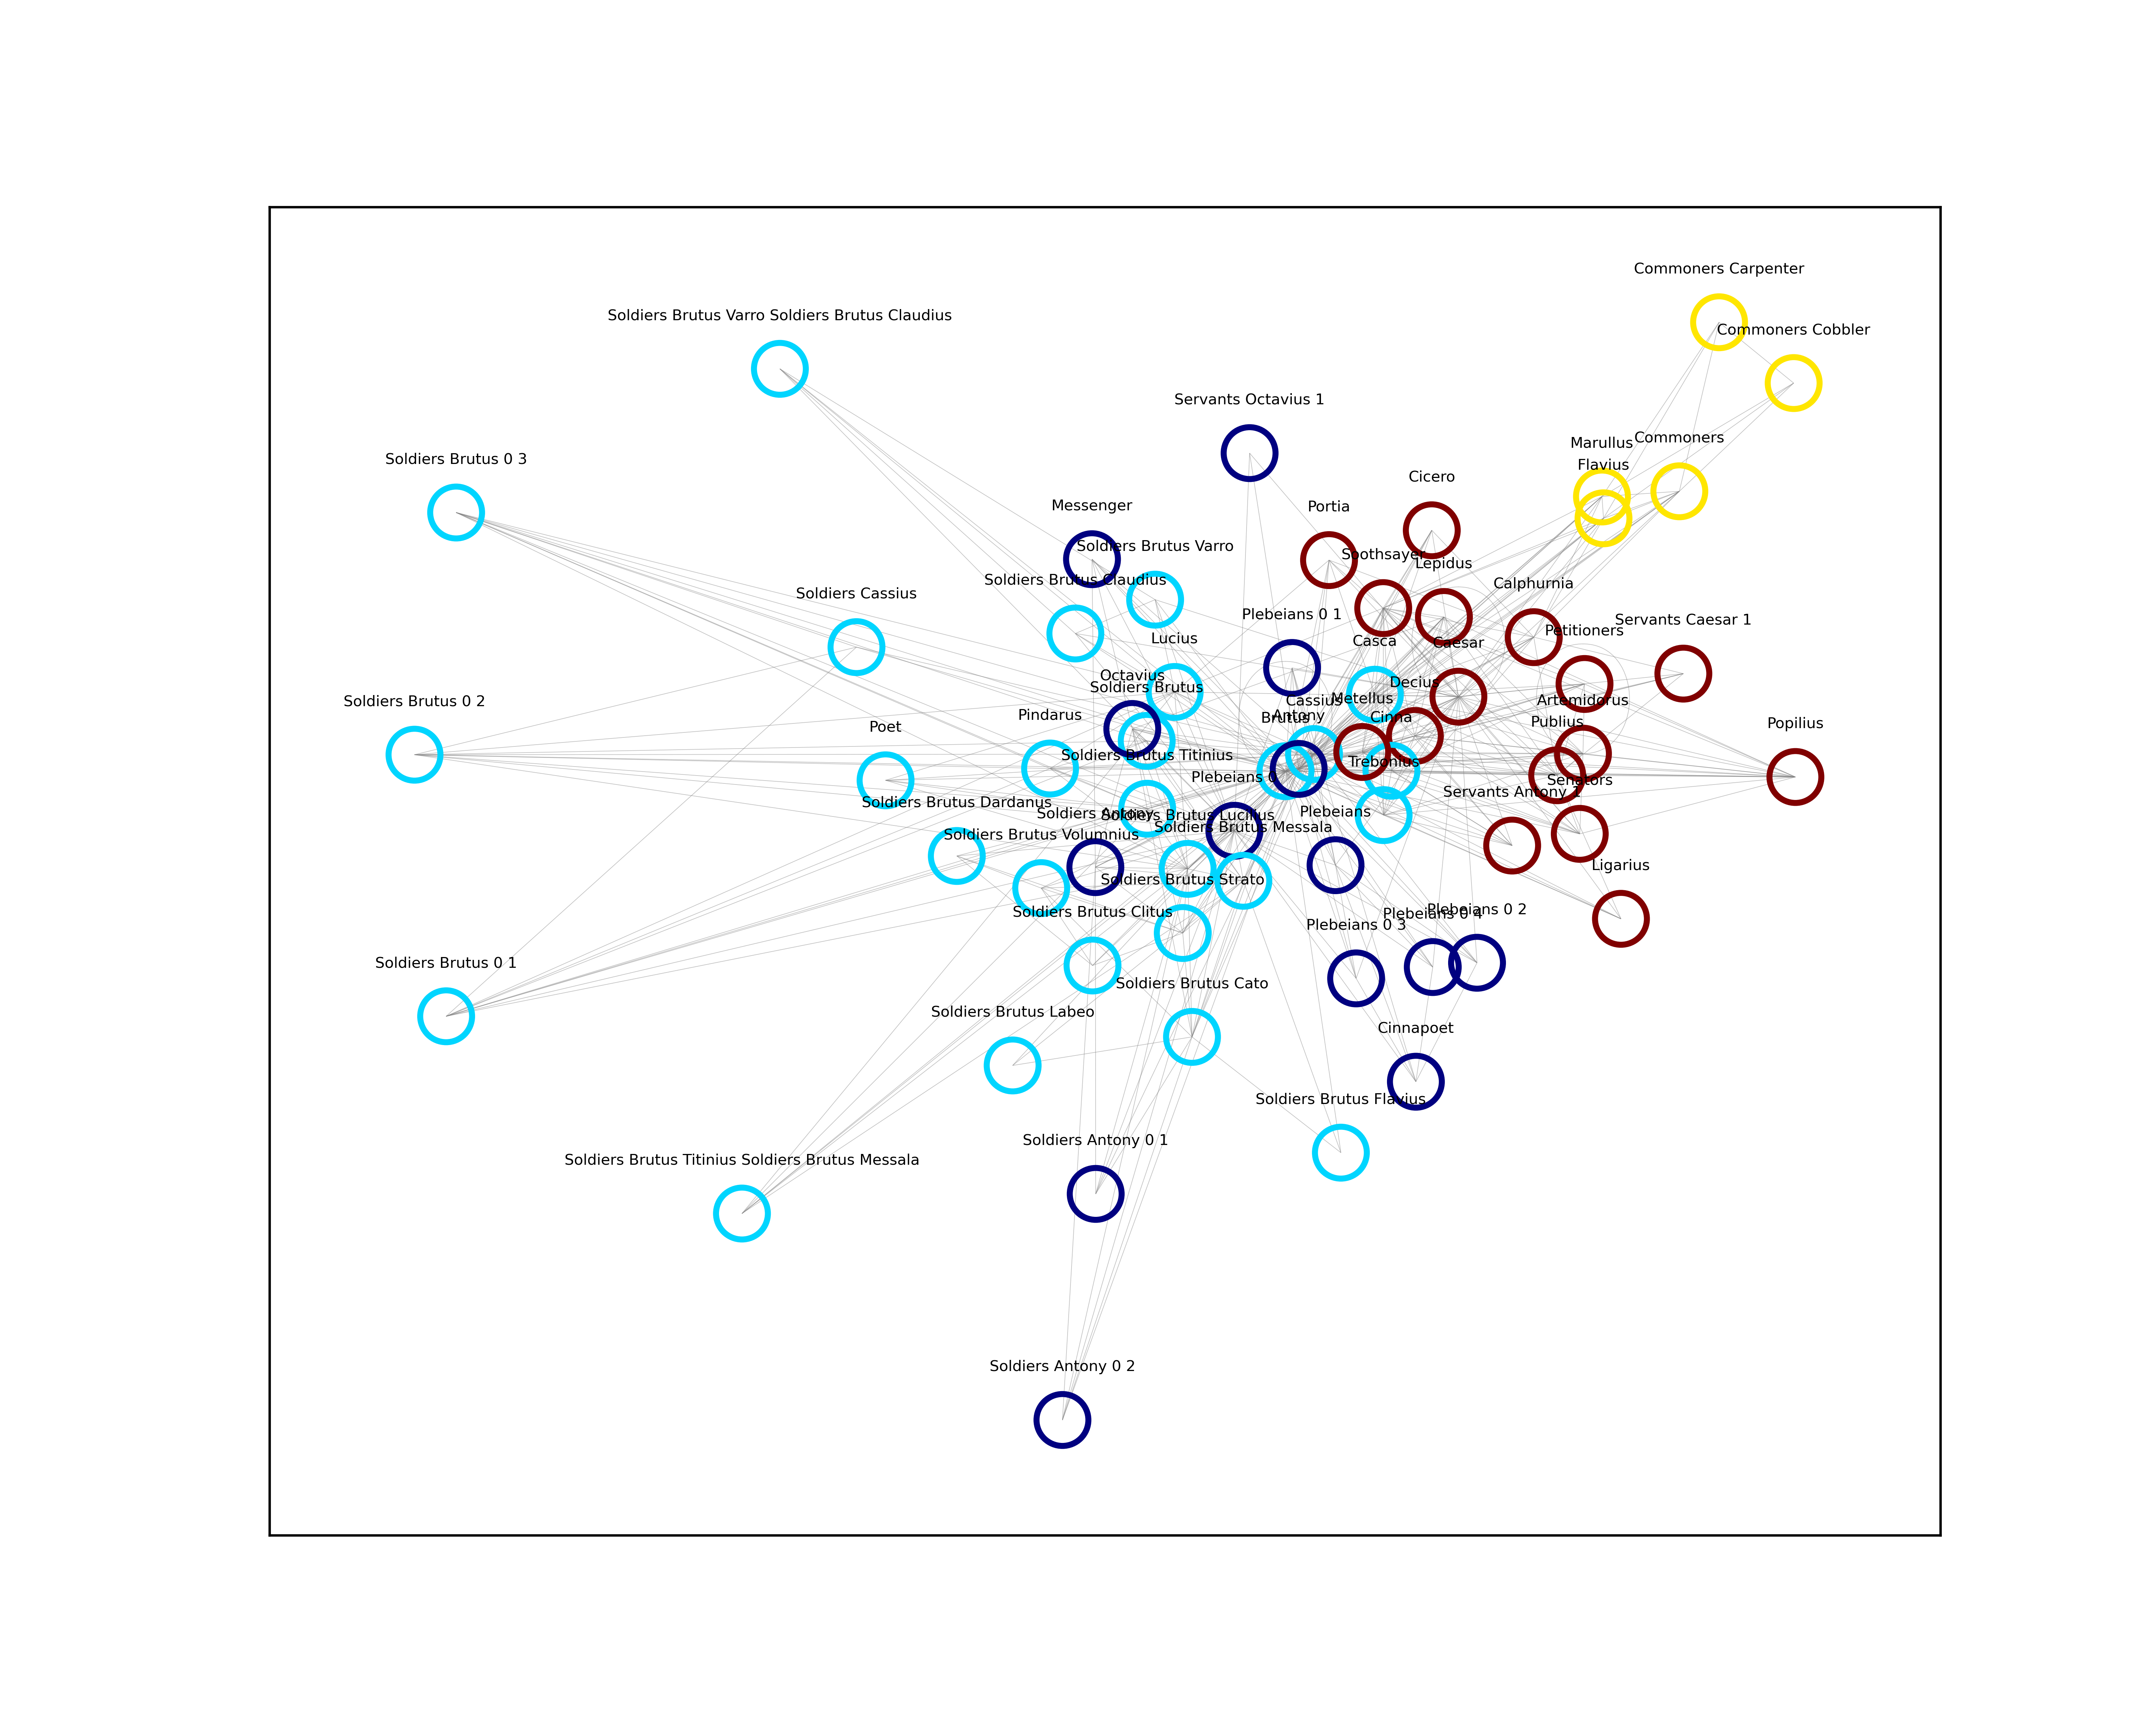 Commoners Carpenter
Soldiers Brutus Varro Soldiers Brutus Claudius
Commoners Cobbler
Servants Octavius 1
Marullus
Commoners
Soldiers Brutus 0 3
Flavius
Cicero
Messenger
Portia
Soldiers Brutus Varro
Soothsayer
Lepidus
Soldiers Brutus Claudius
Calphurnia
Soldiers Cassius
Plebeians 0 1
Servants Caesar 1
Petitioners
Lucius
Casca
Caesar
Octavius
Decius
Soldiers Brutus
Soldiers Brutus 0 2
Cassius
Metellus
Artemidorus
Pindarus
Brutus
Antony
Cinna
Publius
Popilius
Poet
Soldiers Brutus Titinius
Trebonius
Plebeians 0
Senators
Servants Antony 1
Soldiers Brutus Dardanus
Soldiers Antony
Soldiers Brutus Lucilius
Plebeians
Soldiers Brutus Volumnius
Soldiers Brutus Messala
Ligarius
Soldiers Brutus Strato
Soldiers Brutus Clitus
Plebeians 0 4
Plebeians 0 2
Plebeians 0 3
Soldiers Brutus 0 1
Soldiers Brutus Cato
Soldiers Brutus Labeo
Cinnapoet
Soldiers Brutus Flavius
Soldiers Antony 0 1
Soldiers Brutus Titinius Soldiers Brutus Messala
Soldiers Antony 0 2